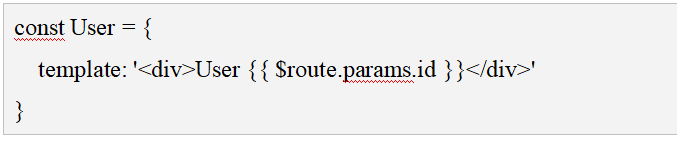 const User = {
template: '<div>User {{ $route.params.id }}</div>'
}